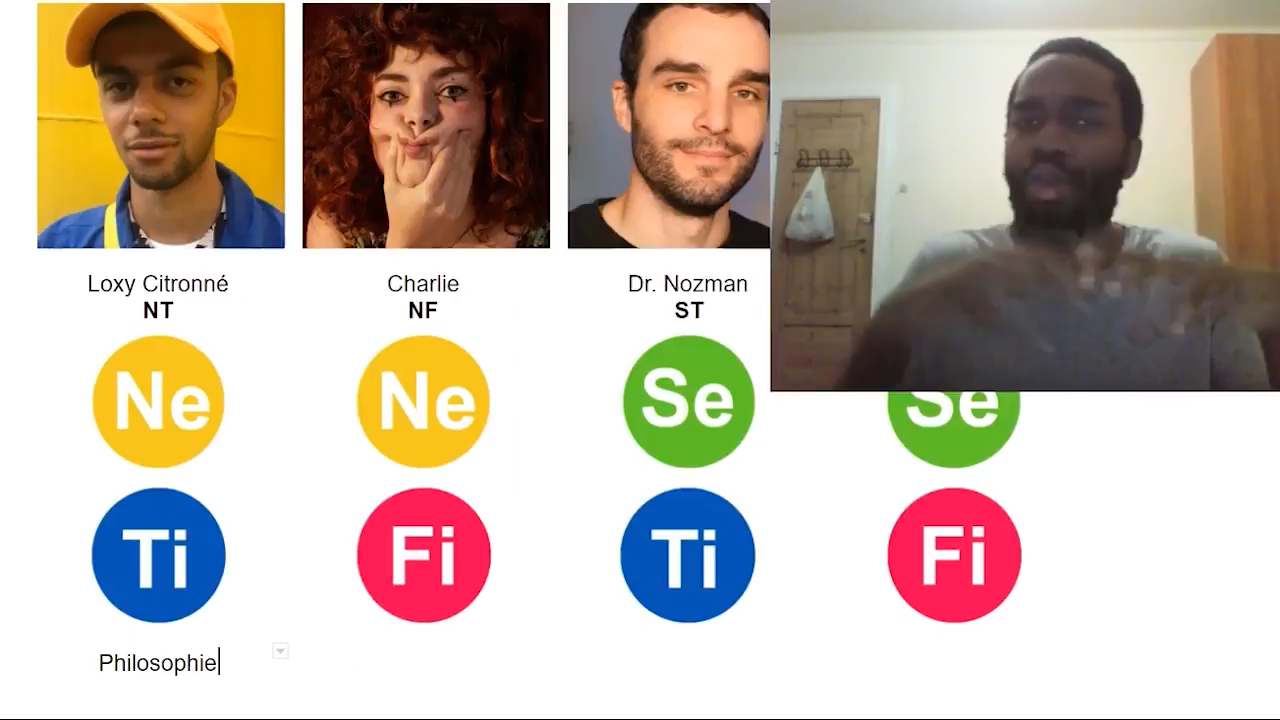 Loxy Citronné
NT
Ne
Ti
Philosophie
Charlie
NF
Ne
Fi
Dr. Nozman
ST
Se
Ti
Se
Fi